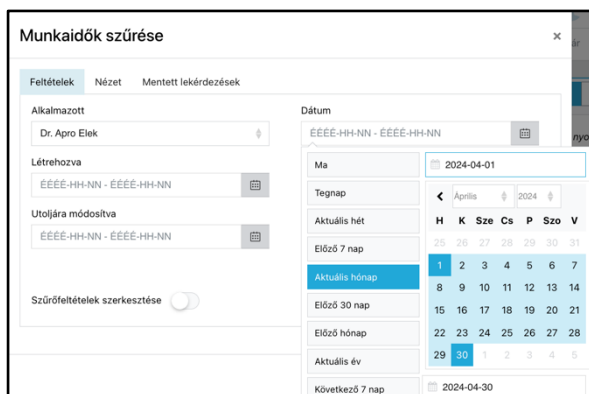 Munkaidők szűrése
×
ár
Feltételek Nézet Mentett lekérdezések
Alkalmazott
Dr. Apro Elek
Dátum
ÉÉÉÉ-HH-NN - ÉÉÉÉ-HH-NN
nyo
Létrehozva
ÉÉÉÉ-HH-NN - ÉÉÉÉ-HH-NN
Utoljára módosítva
ÉÉÉÉ-HH-NN - ÉÉÉÉ-HH-NN
Szűrőfeltételek szerkesztése
Ma
Tegnap
Aktuális hét
Előző 7 nap
Aktuális hónap
Előző 30 nap
Előző hónap
Aktuális év
Következő 7 nap
2024-04-01
Április 2024
H K Sze Cs P Szo V
25 26 27 28 29 30 31
1 2 3 4 5 6 7
8 9 10 11 12 13 14
15 16 17 18 19 20 21
22 23 24 25 26 27 28
29 30 1 2 3 4 5
2024-04-30